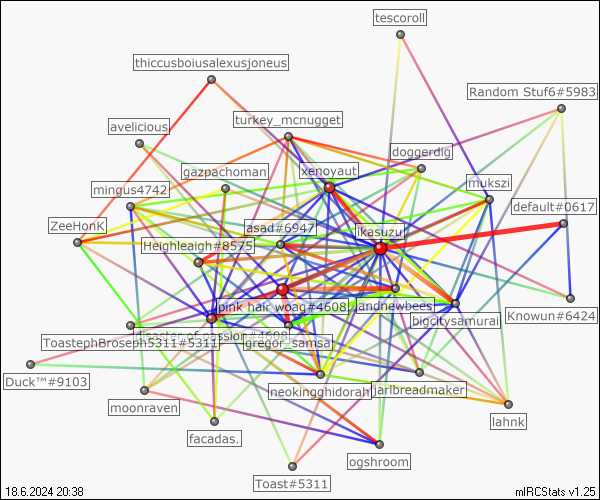 tescoroll
thiccusboiusalexusjoneus
Random Stuf6#5983
turkey_mcnugget
avelicious
doggerdig
gazpachoman
xenoyaut
mukszi
mingus4742
default#0617
ZeeHonk
asad#6947
ikasuzu
Heighleaigh#8575
pink hair woag#4608
landnewbees
bigcitysamurai
Knowun#6424
ToastephBroseph5311#5311
gregor_samsa
Duck™#9103
neokingghidorah
jarlbreadmaker
moonraven
lahnk
facadas.
ogshroom
Toast#5311
18.6.2024 20:38
mIRCStats v1.25